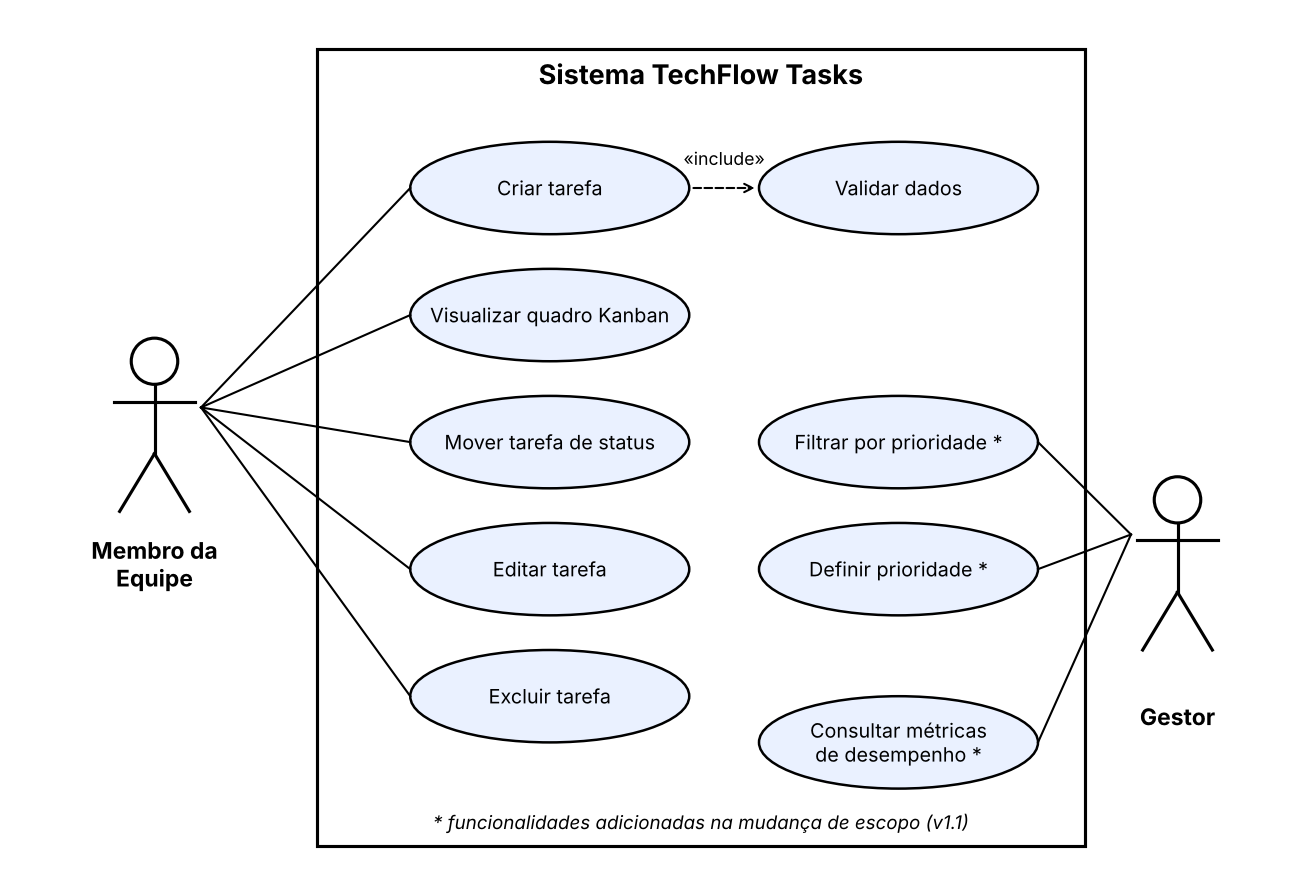 Sistema TechFlow Tasks
«include»
Criar tarefa
Validar dados
Visualizar quadro Kanban
Mover tarefa de status
Filtrar por prioridade *
Membro da
Equipe
Editar tarefa
Definir prioridade *
Excluir tarefa
Gestor
Consultar métricas
de desempenho *
* funcionalidades adicionadas na mudança de escopo (v1.1)